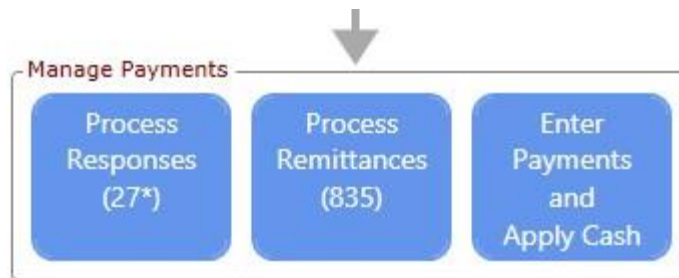 Manage Payments
Process
Responses
(27*)
Process
Remittances
(835)
Enter
Payments
and
Apply Cash